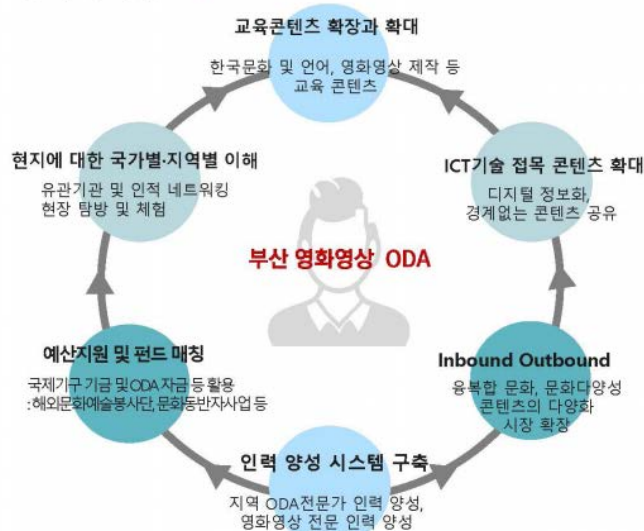 교육콘텐츠 확장과 확대
한국문화 및 언어, 영화영상 제작 등
교육 콘텐츠
현지에 대한 국가별·지역별 이해
유관기관 및 인적 네트워킹
현장 탐방 및 체험
ICT기술 접목 콘텐츠 확대
디지털 정보화,
경계없는 콘텐츠 공유
부산 영화영상 ODA
예산지원 및 펀드 매칭
국제기구 기금 및 ODA 자금 등 활용
:해외문화예술봉사단, 문화동반자사업 등
Inbound Outbound
융복합 문화, 문화다양성
콘텐츠의 다양화
시장 확장
인력 양성 시스템 구축
지역 ODA전문가 인력 양성,
영화영상 전문 인력 양성